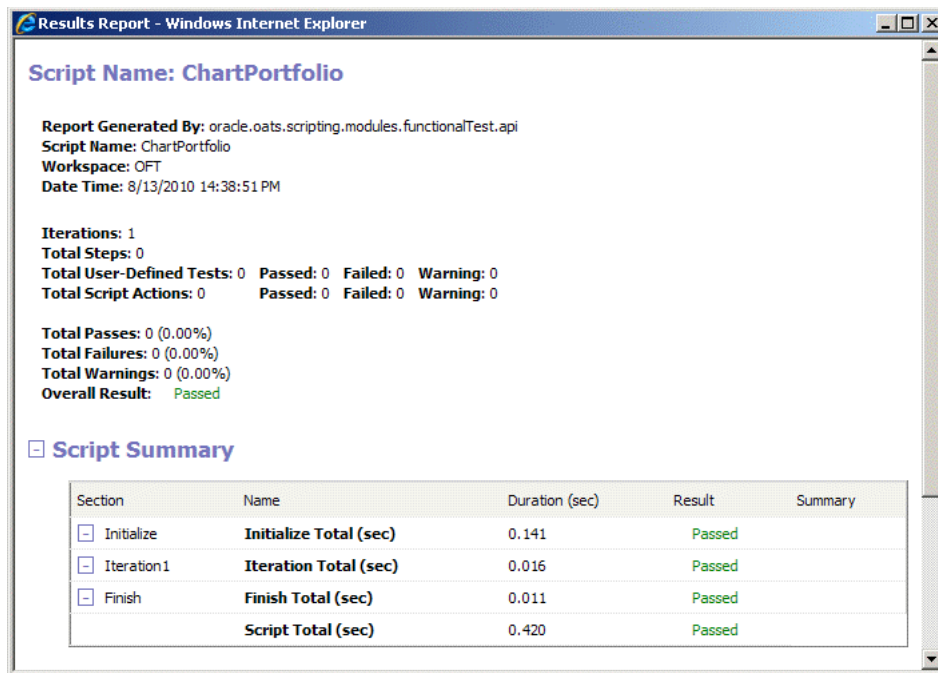 Results Report - Windows Internet Explorer
Script Name: ChartPortfolio
Report Generated By: oracle.oats.scripting.modules.functionalTest.api
Script Name: ChartPortfolio
Workspace: OFT
Date Time: 8/13/2010 14:38:51 PM
Iterations: 1
Total Steps: 0
Total User-Defined Tests: 0 Passed: 0 Failed: 0 Warning: 0
Total Script Actions: 0 Passed: 0 Failed: 0 Warning: 0
Total Passes: 0 (0.00%)
Total Failures: 0 (0.00%)
Total Warnings: 0 (0.00%)
Overall Result: Passed
Script Summary
Section Name Duration (sec) Result Summary
Initialize Initialize Total (sec) 0.141 Passed
Iteration1 Iteration Total (sec) 0.016 Passed
Finish Finish Total (sec) 0.011 Passed
Script Total (sec) 0.420 Passed